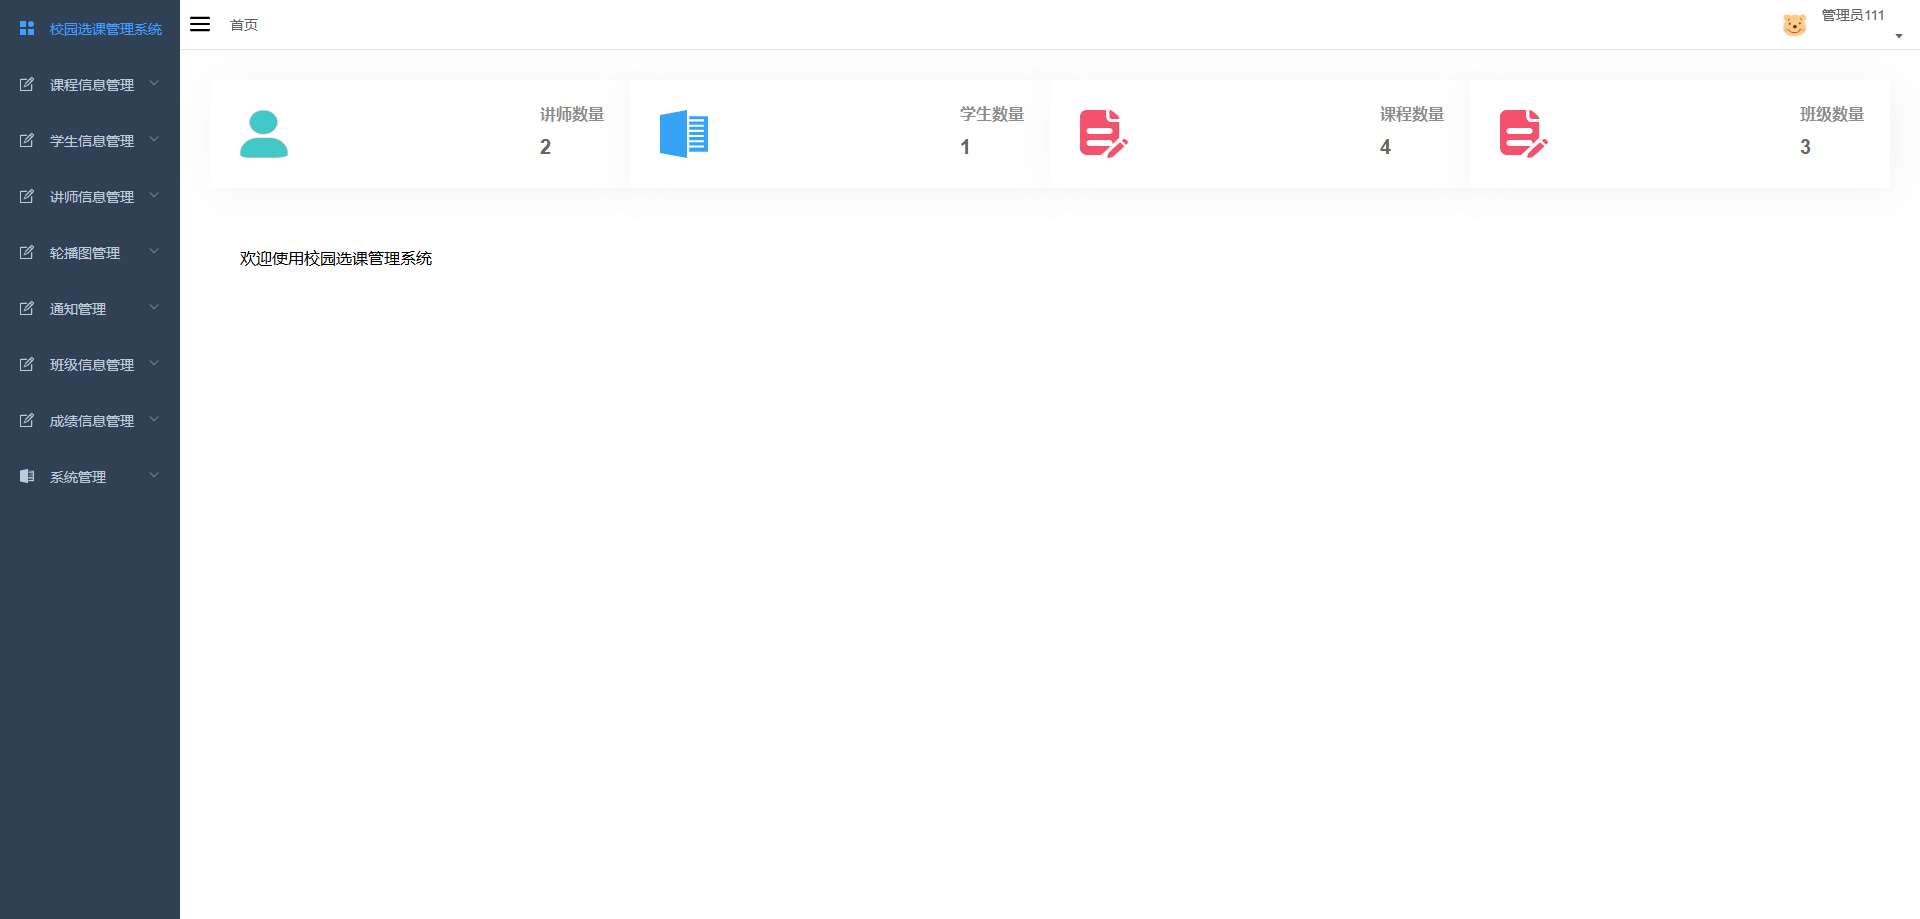 校园选课管理系统
课程信息管理
学生信息管理
讲师信息管理
轮播图管理
通知管理
班级信息管理
成绩信息管理
系统管理
首页
管理员111
讲师数量
2
学生数量
1
课程数量
4
班级数量
3
欢迎使用校园选课管理系统